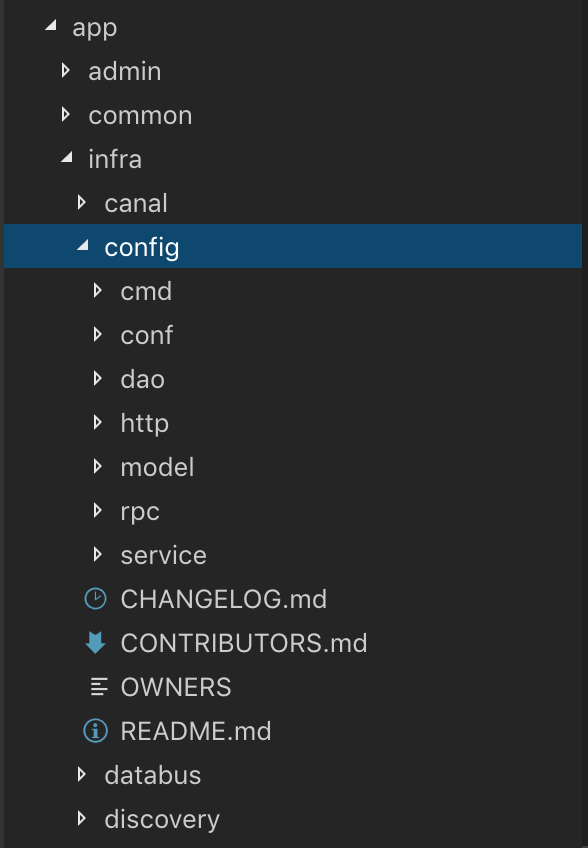 app
admin
common
infra
canal
config
cmd
conf
dao
http
model
rpc
service
CHANGELOG.md
CONTRIBUTORS.md
OWNERS
README.md
databus
discovery